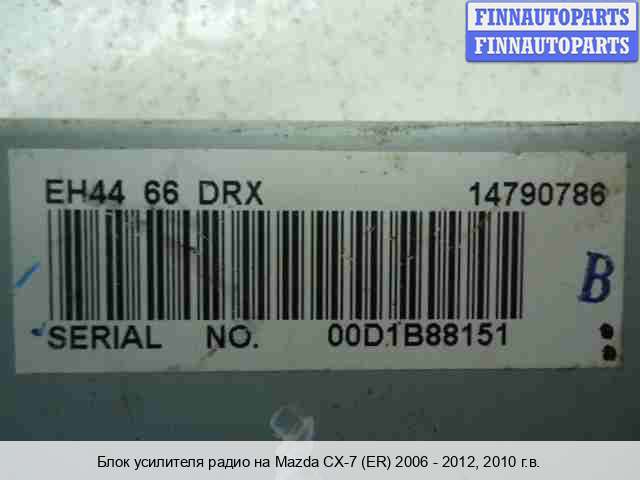 FINNAUTOPARTS
FINNAUTOPARTS
EH44 66 DRX 14790786
B
SERIAL NO. 00D1B88151
Блок усилителя радио на Mazda CX-7 (ER) 2006 - 2012, 2010 г.в.